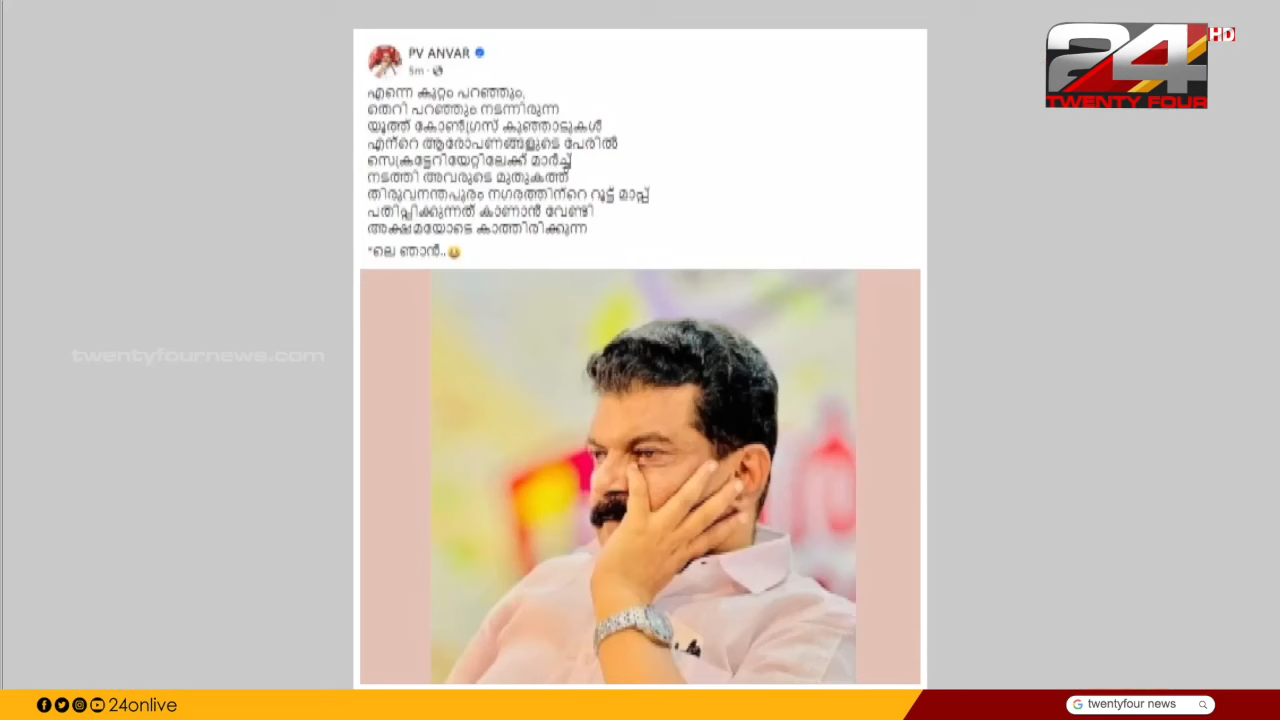 PV ANVAR
5m
എന്നെ കുറ്റം പറഞ്ഞും,
തെറി പറഞ്ഞും നടന്നിരുന്ന
യൂത്ത് കോൺഗ്രസ് കുഞ്ഞാടുകൾ
എന്റെ ആരോപണങ്ങളുടെ പേരിൽ
സെക്രട്ടേറിയേറ്റിലേക്ക് മാർച്ച്
നടത്തി അവരുടെ മുതുകത്ത്
തിരുവനന്തപുരം നഗരത്തിന്റെ റൂട്ട് മാപ്പ്
പതിപ്പിക്കുന്നത് കാണാൻ വേണ്ടി
അക്ഷമയോടെ കാത്തിരിക്കുന്ന
*ലെ ഞാൻ..😄
24 HD
TWENTY FOUR
twentyfournews.com
24onlive
twentyfour news